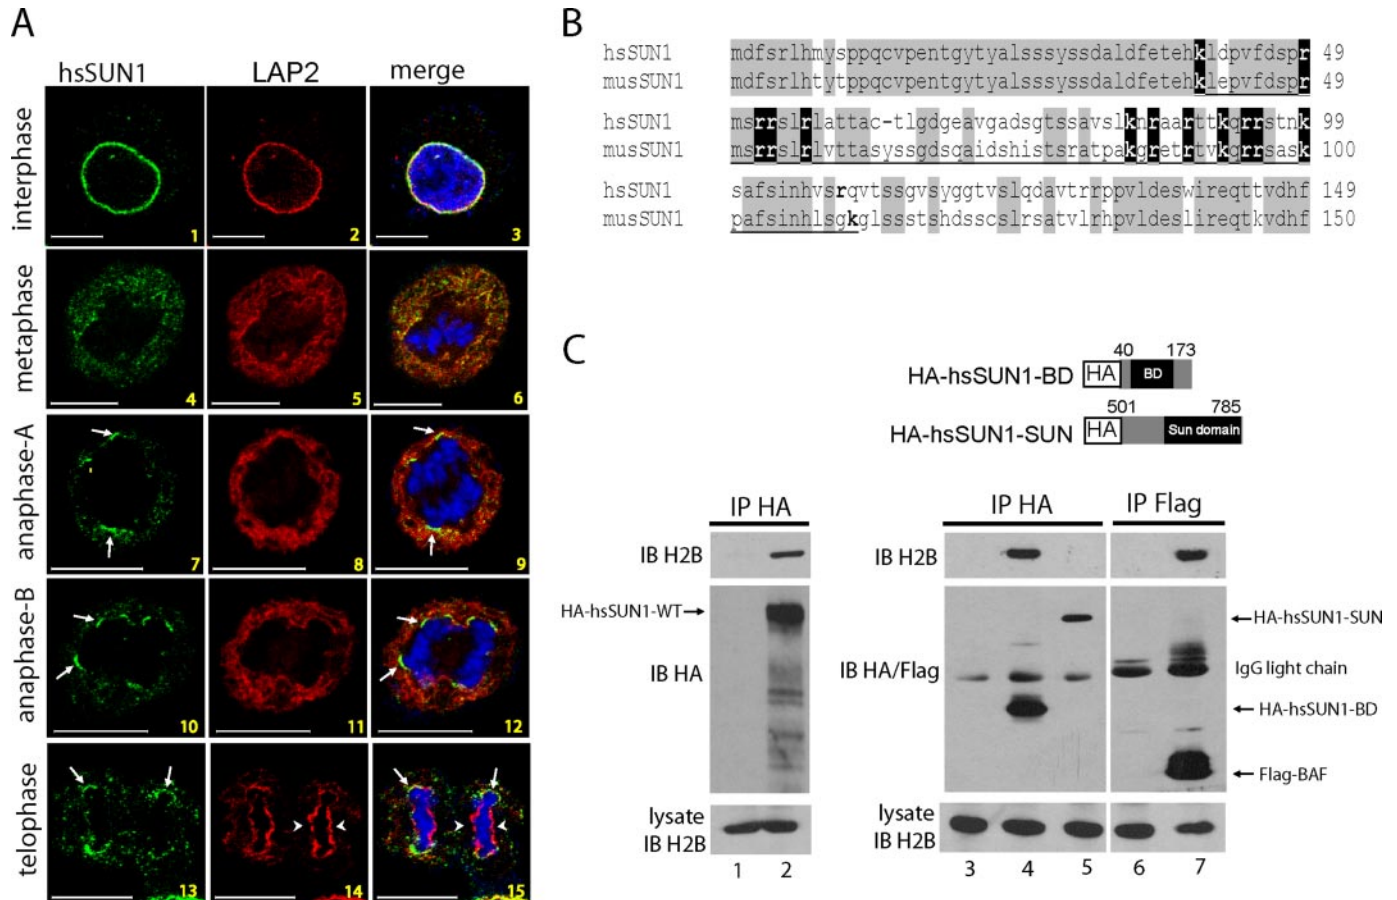 A
hsSUN1 LAP2 merge
interphase
1 2 3
metaphase
4 5 6
anaphase-A
7 8 9
anaphase-B
10 11 12
telophase
13 14 15
B
hsSUN1 mdfsrlhmysppqcvpentgytyalsssyssdaldfetehkldpvfdspr 49
musSUN1 mdfsrlhtytppqcvpentgytyalsssyssdaldfetehklepvfdspr 49
hsSUN1 msrrslrlattac-tlgdgeavgadsgtssavslknraarttkqrrstnk 99
musSUN1 msrrslrlvttasyssgdsqaidshistsratpakgretrtvkqrrsask 100
hsSUN1 safsinhvsrqvtssgvsyggtvslqdavtrrppvldeswireqttvdhf 149
musSUN1 pafsinhlsgkglssstshdsscslrsatvlrhpvldeslireqtkvdhf 150
C
40 173
HA-hsSUN1-BD HA BD
501 785
HA-hsSUN1-SUN HA Sun domain
IP HA IP HA IP Flag
IB H2B IB H2B
HA-hsSUN1-WT HA-hsSUN1-SUN
IB HA IB HA/Flag IgG light chain
HA-hsSUN1-BD
Flag-BAF
lysate lysate
IB H2B IB H2B
1 2 3 4 5 6 7